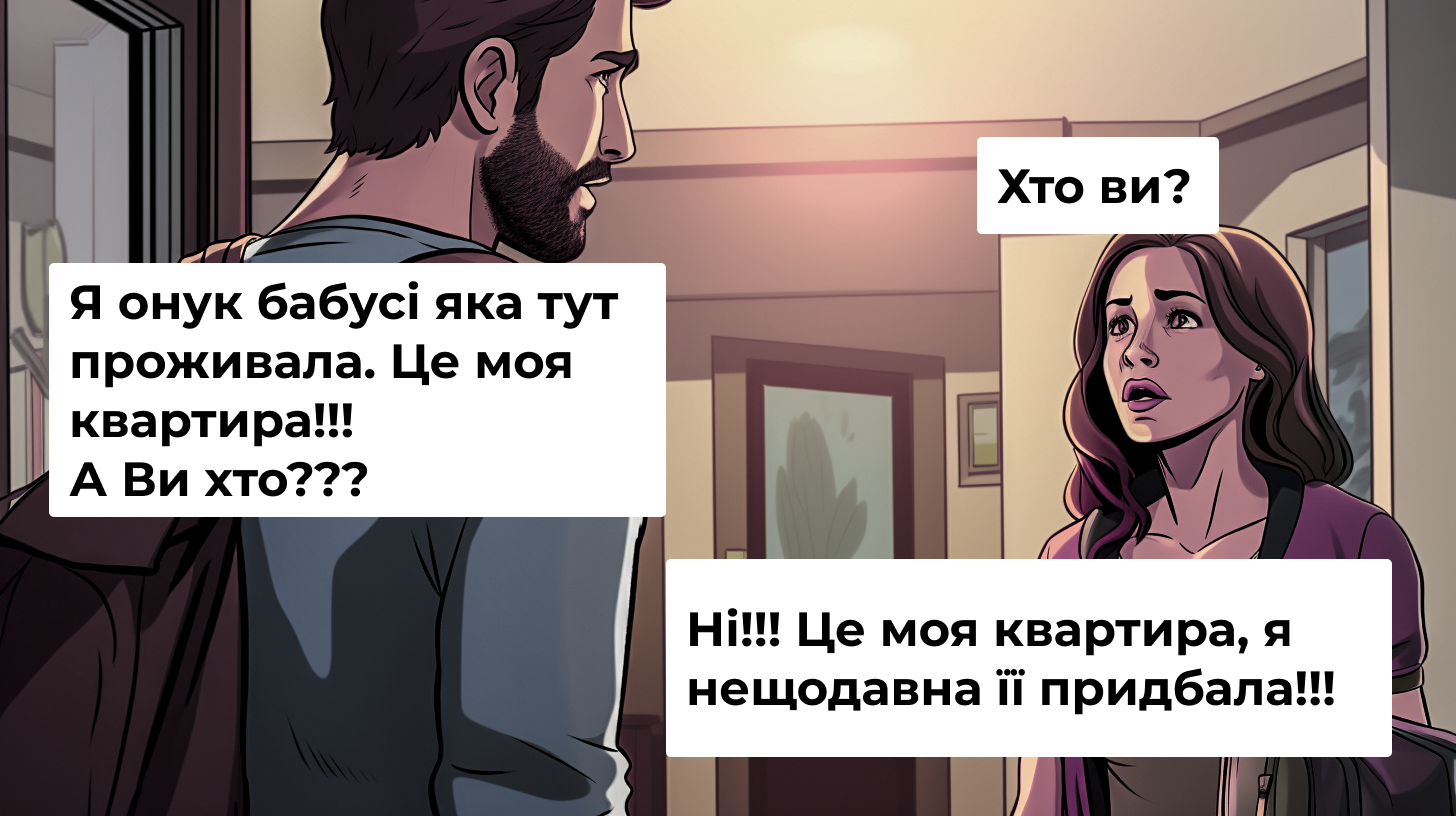 Хто ви?
Я онук бабусі яка тут
проживала. Це моя
квартира!!!
А Ви хто???
Ні!!! Це моя квартира, я
нещодавна її придбала!!!